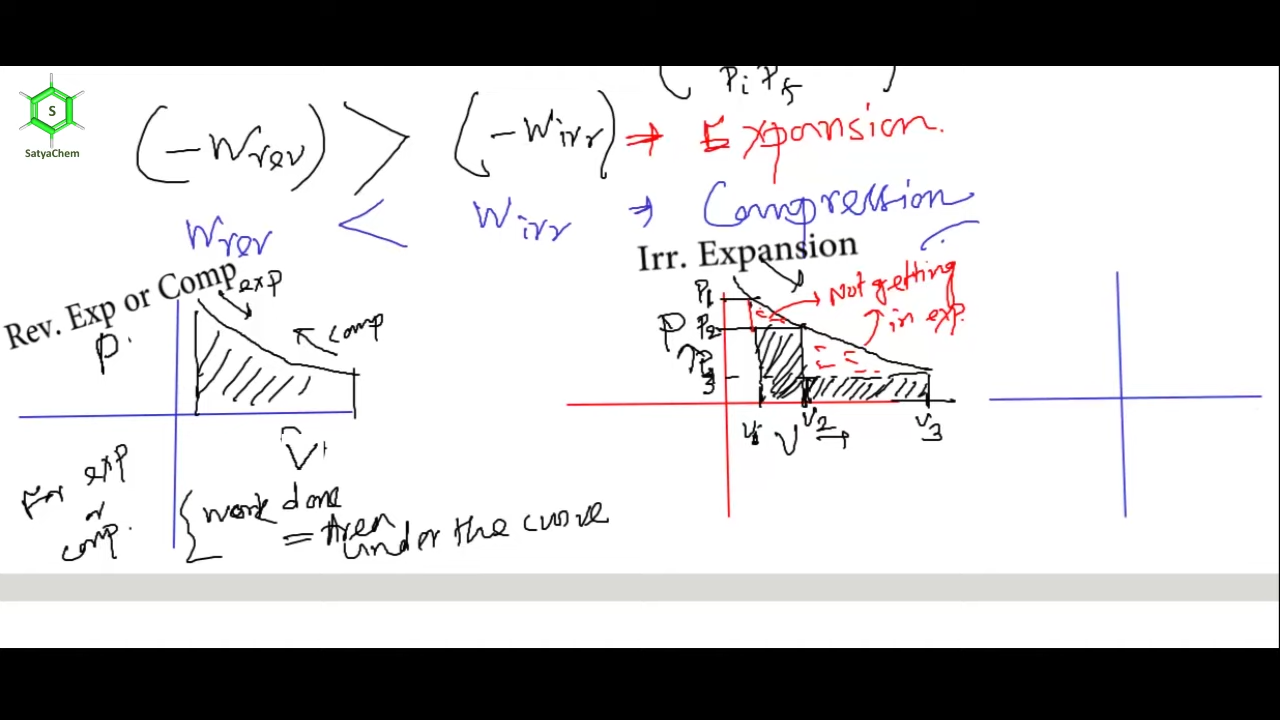 Pi Pf
S
SatyaChem
(-Wrev) > (-Wirr) ⇒ Expansion.
Wrev < Wirr ⇒ Compression
Rev. Exp or Comp
exp
comp
P
V
For exp
or
comp.
{ work done
= Area
under the curve
Irr. Expansion
Not getting
in exp.
P1
P P2
P
3
V1 V2 V3
V →